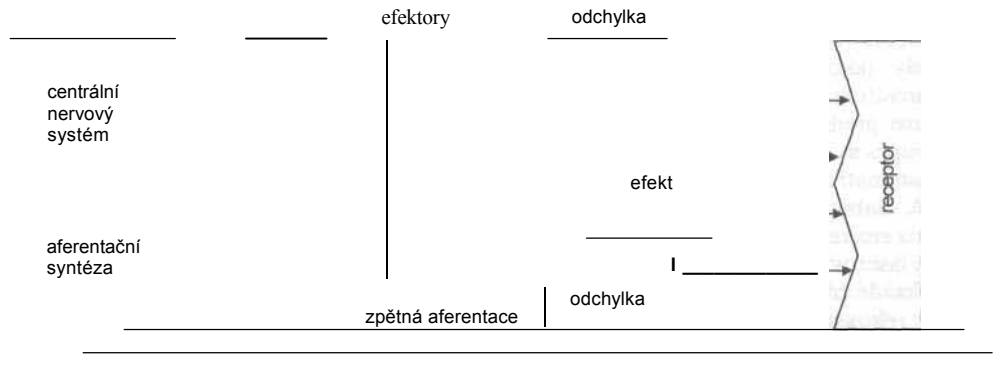 efektory
odchylka
centrální
nervový
systém
efekt
receptor
aferentační
syntéza
odchylka
zpětná aferentace